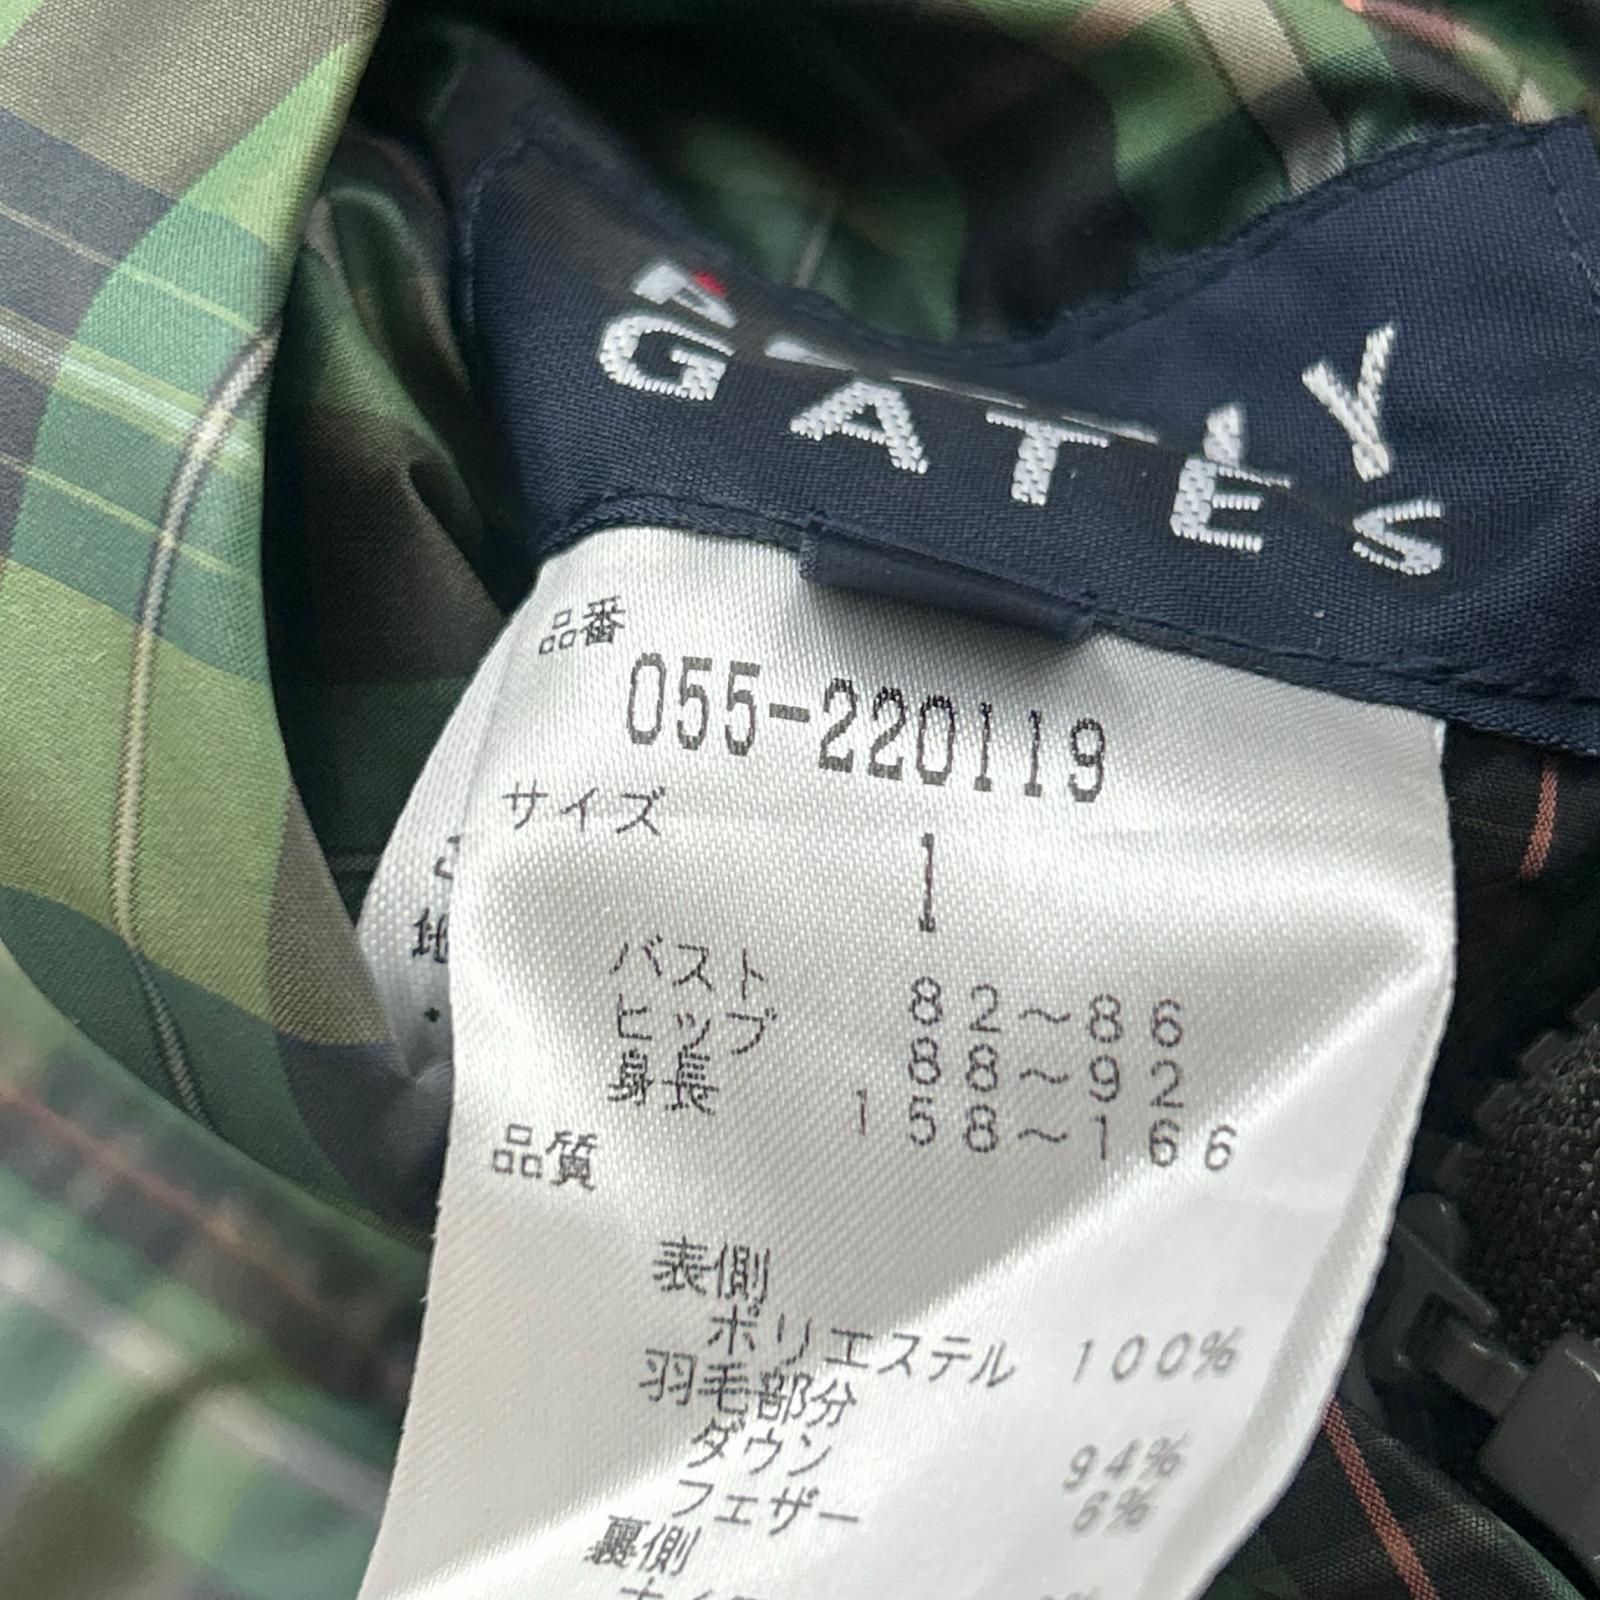 GATES
品番
055-220119
サイズ
1
バスト 82〜86
ヒップ 88〜92
身長 158〜166
品質
表側
ポリエステル 100%
羽毛部分
ダウン 94%
フェザー 6%
裏側
地